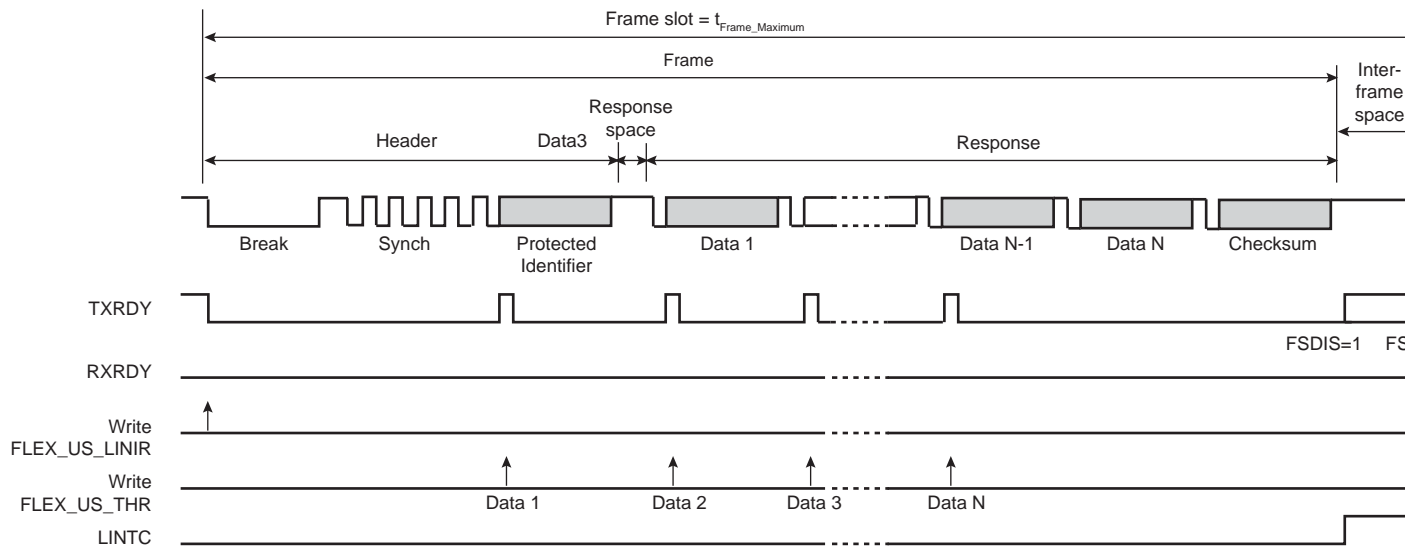 Frame slot = tFrame_Maximum
Frame
Inter-
frame
space
Response
space
Header
Data3
Response
Break
Synch
Protected
Identifier
Data 1
Data N-1
Data N
Checksum
TXRDY
FSDIS=1
FS
RXRDY
Write
FLEX_US_LINIR
Write
FLEX_US_THR
Data 1
Data 2
Data 3
Data N
LINTC